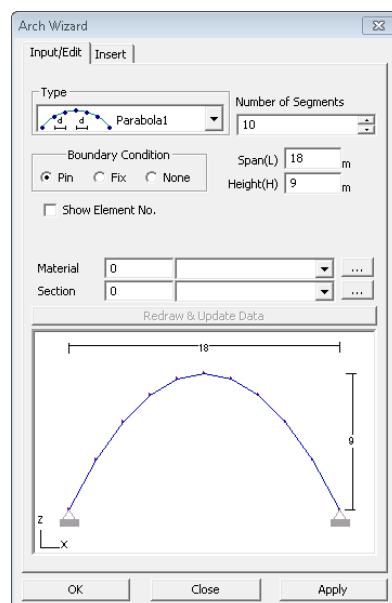 Arch Wizard
Input/Edit Insert
Type
d d Parabola1
Number of Segments
10
Boundary Condition
Pin Fix None
Span(L) 18 m
Height(H) 9 m
Show Element No.
Material 0 ...
Section 0 ...
Redraw & Update Data
18
9
Z
X
OK Close Apply